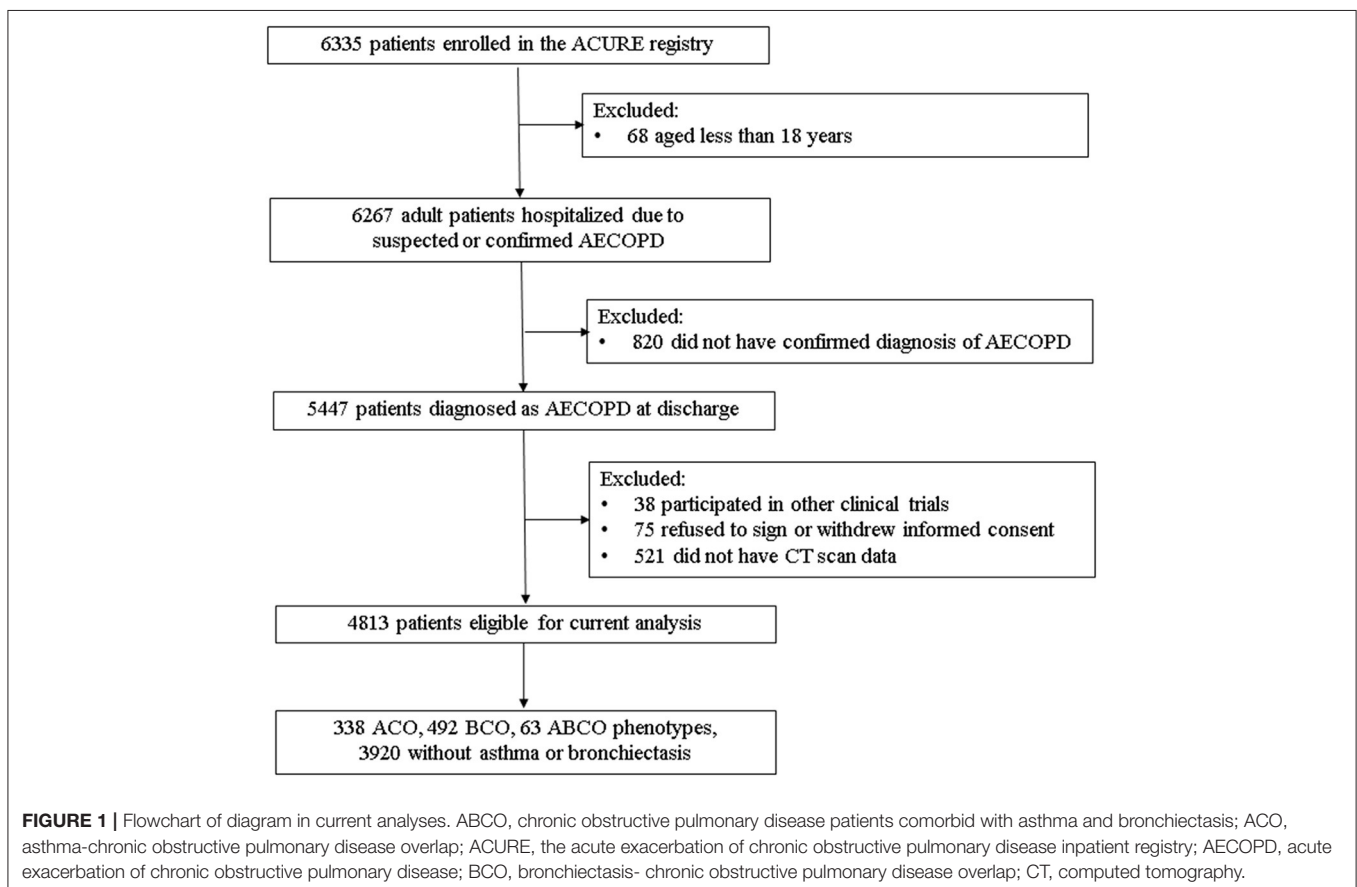 6335 patients enrolled in the ACURE registry
Excluded:
• 68 aged less than 18 years
6267 adult patients hospitalized due to
suspected or confirmed AECOPD
Excluded:
• 820 did not have confirmed diagnosis of AECOPD
5447 patients diagnosed as AECOPD at discharge
Excluded:
• 38 participated in other clinical trials
• 75 refused to sign or withdrew informed consent
• 521 did not have CT scan data
4813 patients eligible for current analysis
338 ACO, 492 BCO, 63 ABCO phenotypes,
3920 without asthma or bronchiectasis
FIGURE 1 | Flowchart of diagram in current analyses. ABCO, chronic obstructive pulmonary disease patients comorbid with asthma and bronchiectasis; ACO,
asthma-chronic obstructive pulmonary disease overlap; ACURE, the acute exacerbation of chronic obstructive pulmonary disease inpatient registry; AECOPD, acute
exacerbation of chronic obstructive pulmonary disease; BCO, bronchiectasis- chronic obstructive pulmonary disease overlap; CT, computed tomography.